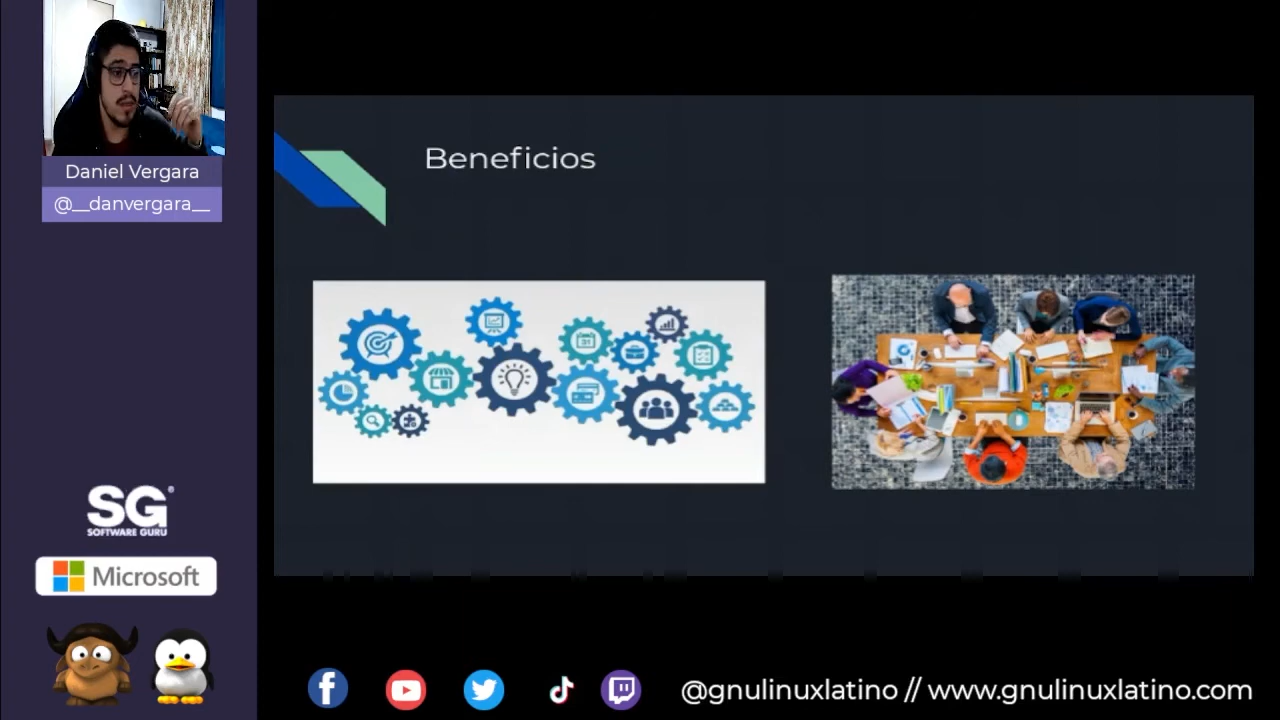 Daniel Vergara
@__danvergara__
Beneficios
SG®
SOFTWARE GURU
Microsoft
@gnulinuxlatino // www.gnulinuxlatino.com